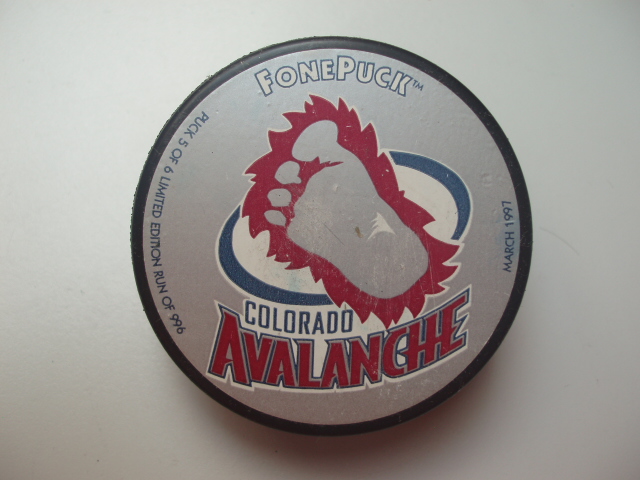 FONEPUCK™
PUCK 5 OF 6 LIMITED EDITION RUN OF 996
MARCH 1997
COLORADO
AVALANCHE